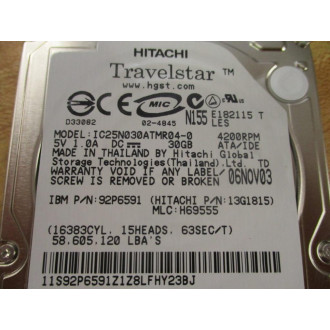 HITACHI
Travelstar™
www.hgst.com
D33082
MIC
02-4845
N155 E182115 T
LES
MODEL: IC25N030ATMR04-0 4200RPM
5V 1.0A DC 30GB ATA/IDE
MADE IN THAILAND BY Hitachi Global
Storage Technologies(Thailand) Ltd. TD
WARRANTY VOID IF ANY LABEL OR
SCREW SEAL IS REMOVED OR BROKEN 06NOV03
IBM P/N: 92P6591 (HITACHI P/N:13G1815)
MLC: H69555
(16383CYL. 15HEADS. 63SEC/T)
58.605.120 LBA'S
11S92P6591Z1Z8LFHY23BJ